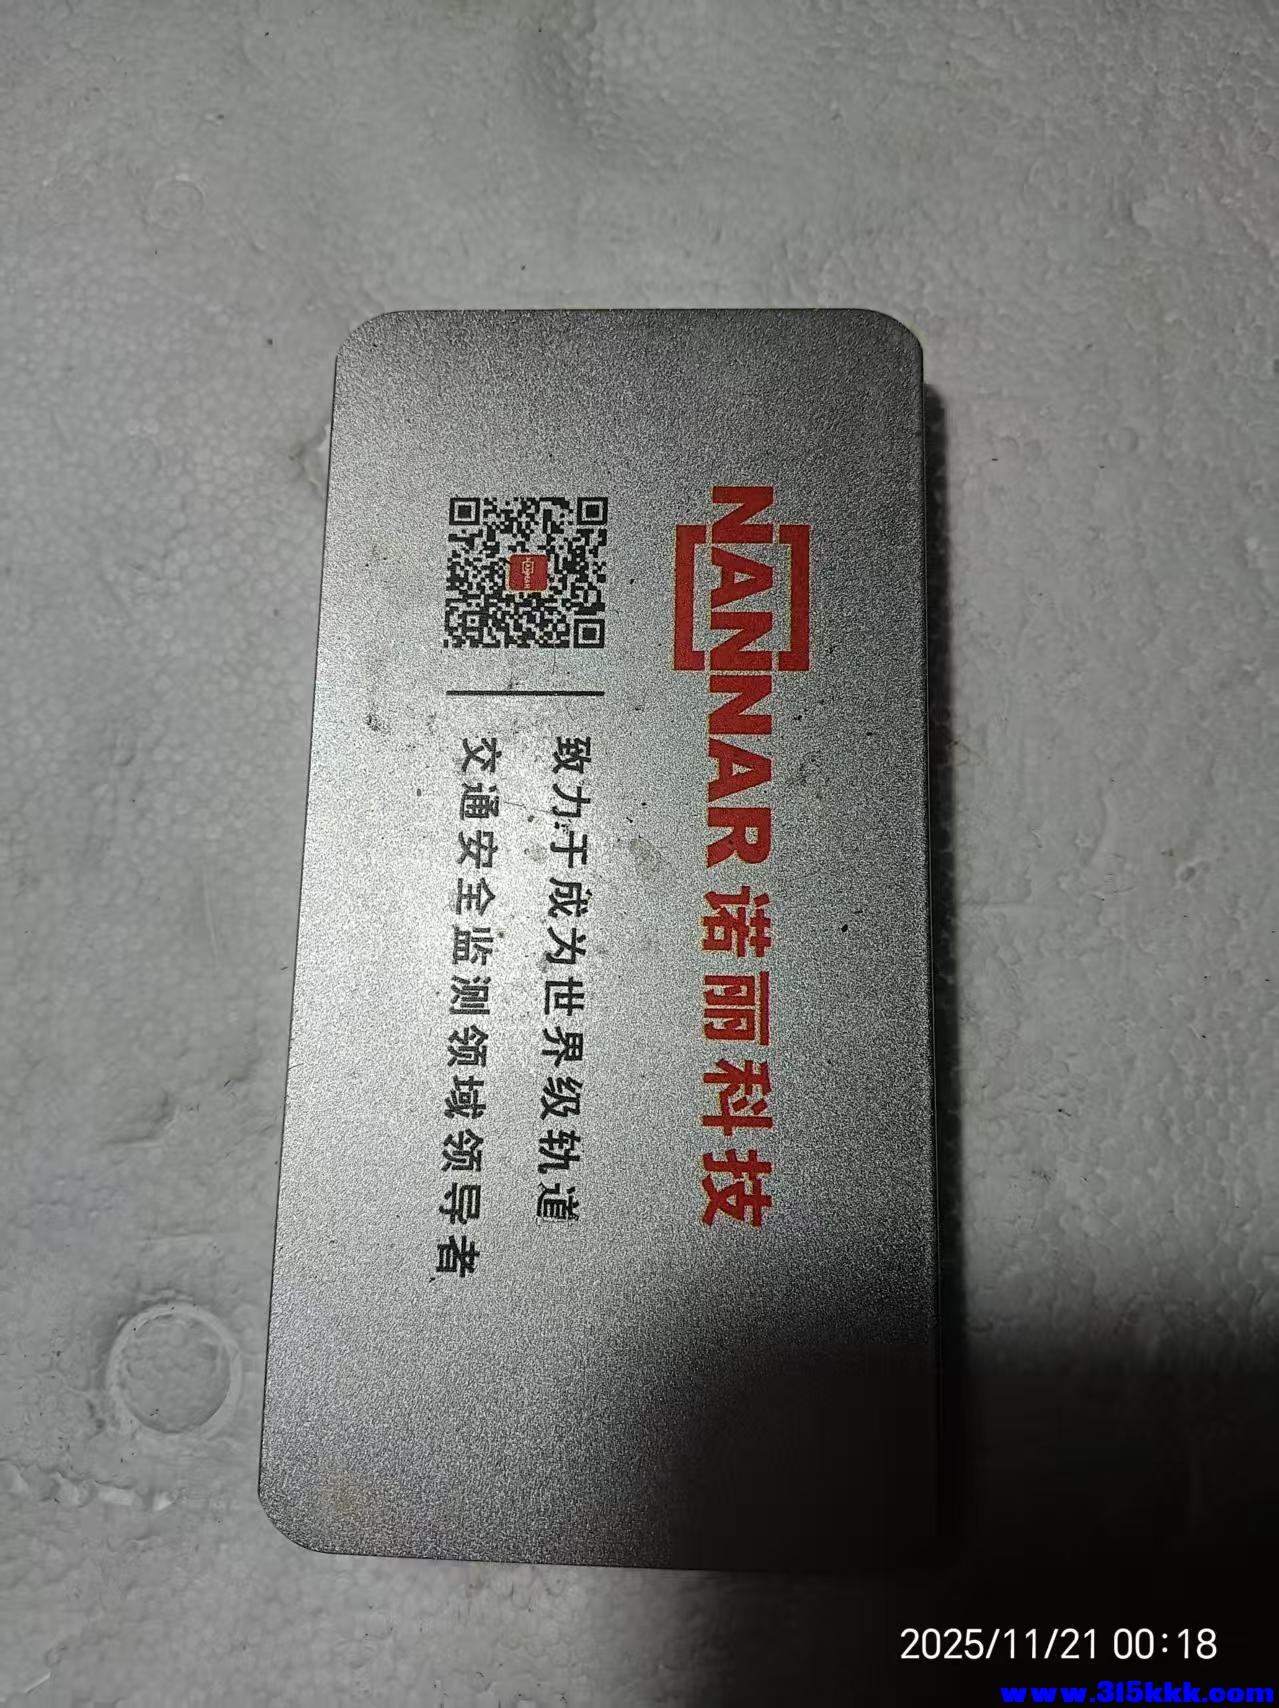 NANNAR 诺丽科技
致力于成为世界级轨道
交通安全监测领域领导者
2025/11/21 00:18
www.315kkk.com